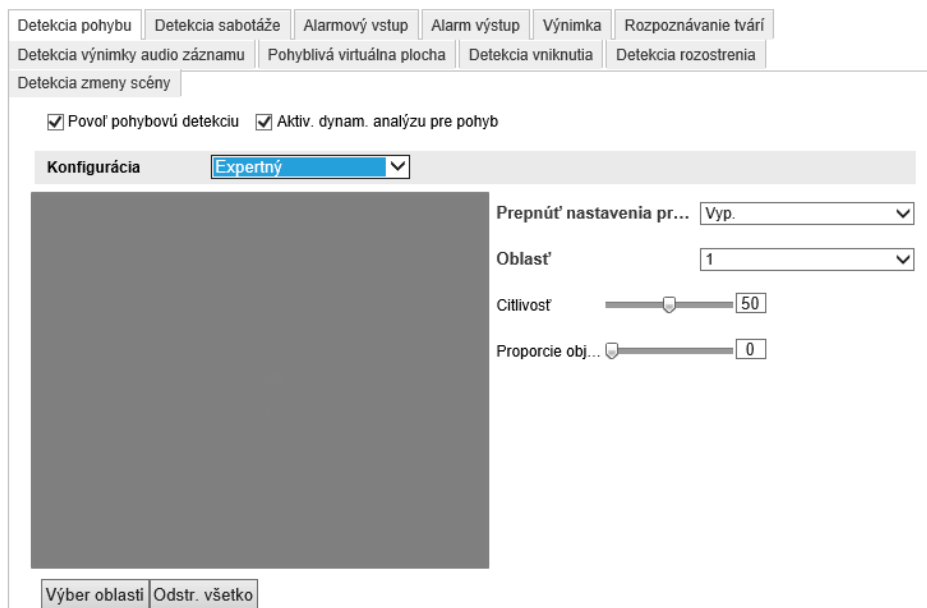 Detekcia pohybu Detekcia sabotáže Alarmový vstup Alarm výstup Výnimka Rozpoznávanie tvárí
Detekcia výnimky audio záznamu Pohyblivá virtuálna plocha Detekcia vniknutia Detekcia rozostrenia
Detekcia zmeny scény
Povoľ pohybovú detekciu Aktiv. dynam. analýzu pre pohyb
Konfigurácia Expertný
Prepnúť nastavenia pr... Vyp.
Oblasť 1
Citlivosť 50
Proporcie obj... 0
Výber oblasti Odstr. všetko